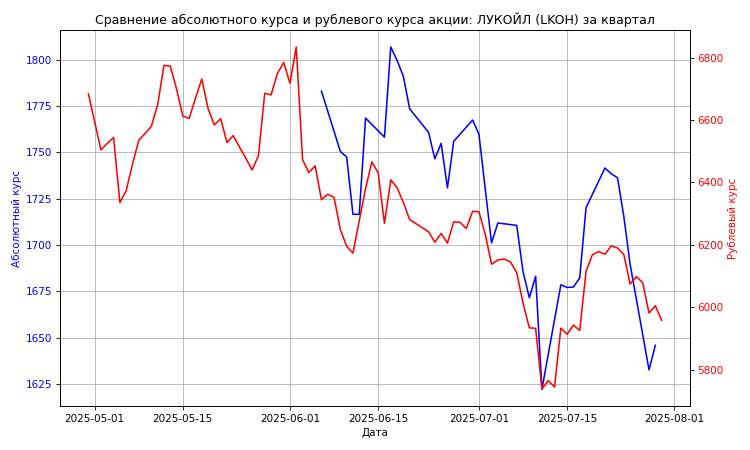 Сравнение абсолютного курса и рублевого курса акции: ЛУКОЙЛ (LKOH) за квартал
Абсолютный курс
1800
1775
1750
1725
1700
1675
1650
1625
6800
6600
6400
6200
6000
5800
Рублевый курс
2025-05-01 2025-05-15 2025-06-01 2025-06-15 2025-07-01 2025-07-15 2025-08-01
Дата